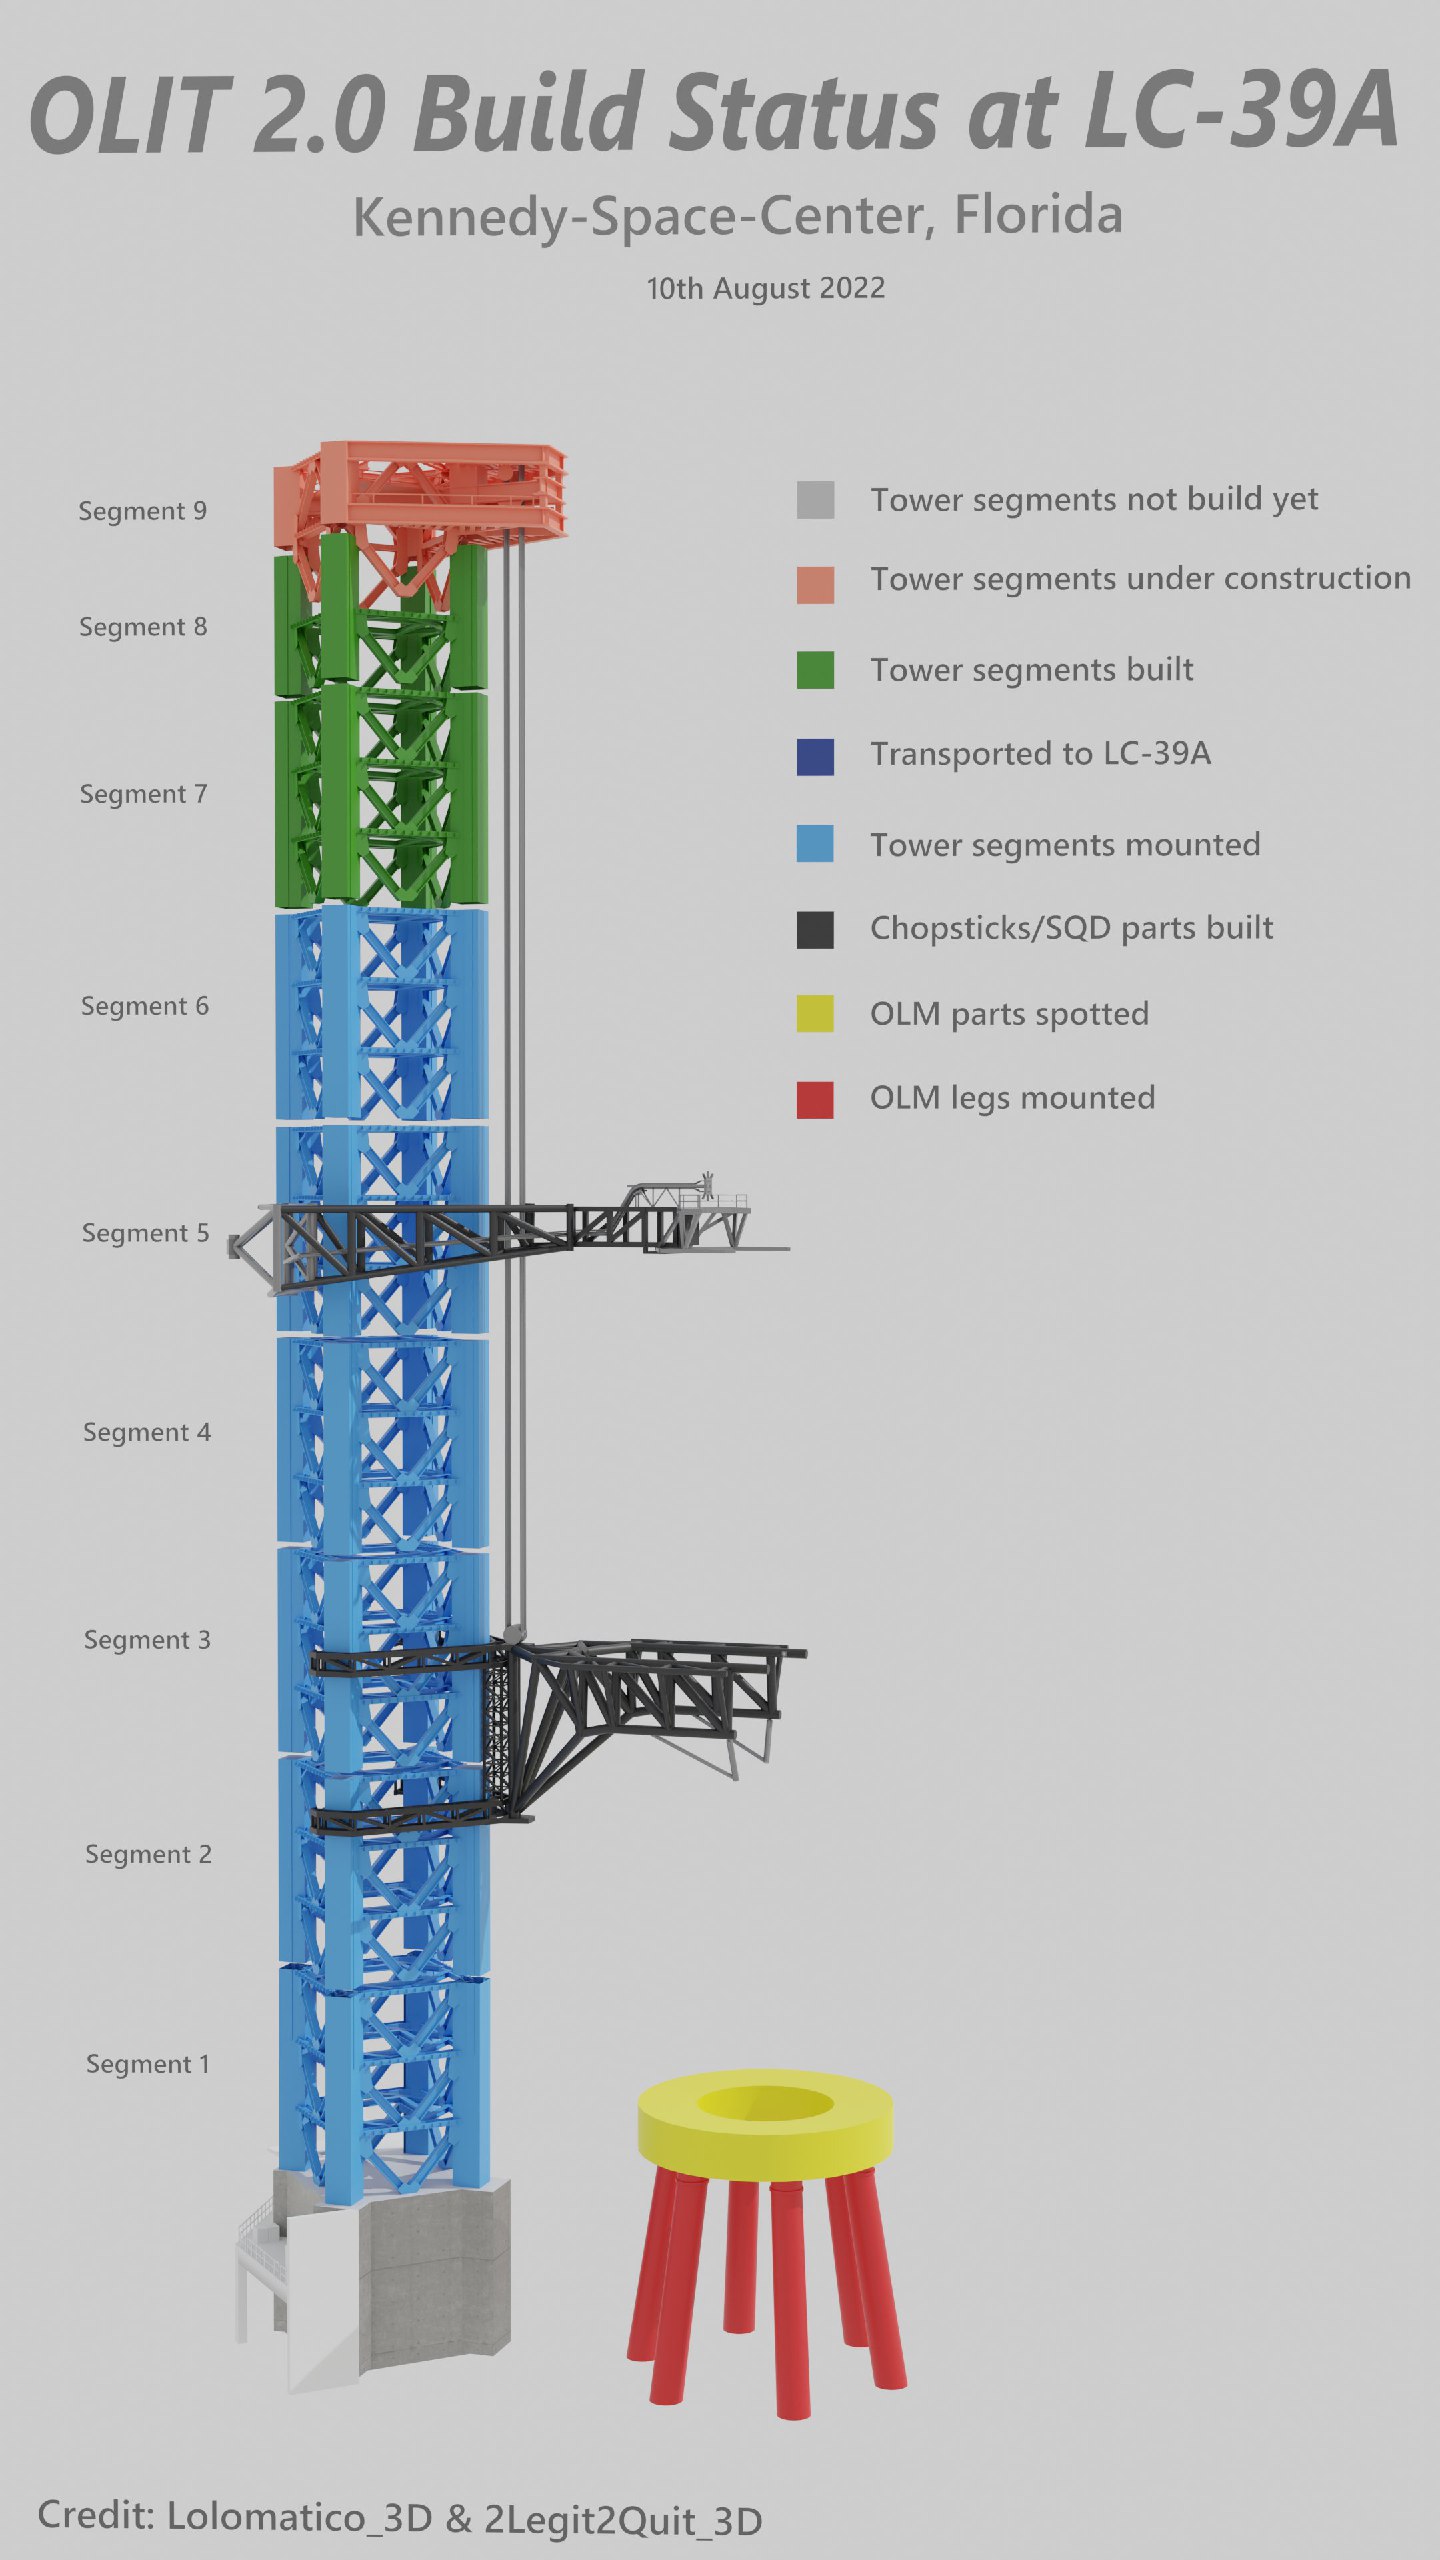 OLIT 2.0 Build Status at LC-39A
Kennedy-Space-Center, Florida
10th August 2022
Segment 9
Segment 8
Segment 7
Segment 6
Segment 5
Segment 4
Segment 3
Segment 2
Segment 1
Tower segments not build yet
Tower segments under construction
Tower segments built
Transported to LC-39A
Tower segments mounted
Chopsticks/SQD parts built
OLM parts spotted
OLM legs mounted
Credit: Lolomatico_3D & 2Legit2Quit_3D